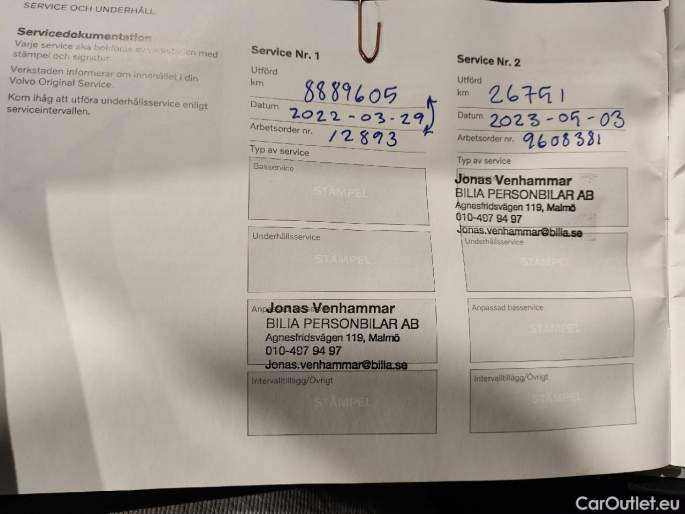 SERVICE OCH UNDERHÅLL
Servicedokumentation
Varje service ska bokföras av verkstaden med
stämpel och signatur.
Verkstaden informerar om innehållet i din
Volvo Original Service.
Kom ihåg att utföra underhållsservice enligt
serviceintervallen.
Service Nr. 1
Utförd
km 8889605
Datum 2022-03-29
Arbetsorder nr. 12893
Typ av service
Basservice
STÄMPEL
Underhållsservice
STÄMPEL
Jonas Venhammar
BILIA PERSONBILAR AB
Agnesfridsvägen 119, Malmö
010-497 94 97
Jonas.venhammar@bilia.se
Intervalltillägg/Övrigt
STÄMPEL
Service Nr. 2
Utförd
km 26791
Datum 2023-05-03
Arbetsorder nr. 9608381
Typ av service
Jonas Venhammar
BILIA PERSONBILAR AB
Agnesfridsvägen 119, Malmö
010-497 94 97
Jonas.venhammar@bilia.se
Underhållsservice
STÄMPEL
Anpassad basservice
STÄMPEL
Intervalltillägg/Övrigt
STÄMPEL
CarOutlet.eu